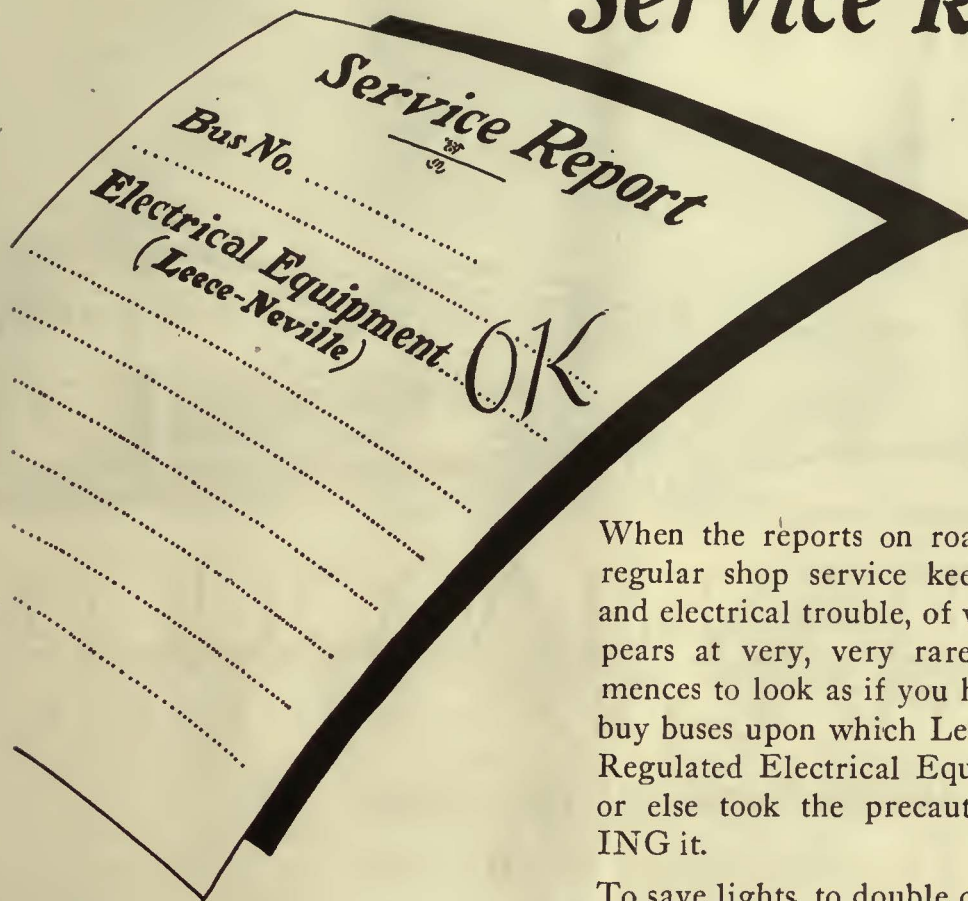 Service R
Service Report
Bus No.
Electrical Equipment
(Leece-Neville)
OK
When the reports on roa
regular shop service kee
and electrical trouble, of
pears at very, very rare
mences to look as if you h
buy buses upon which Le
Regulated Electrical Equ
or else took the precaut
ING it.
To save lights, to double